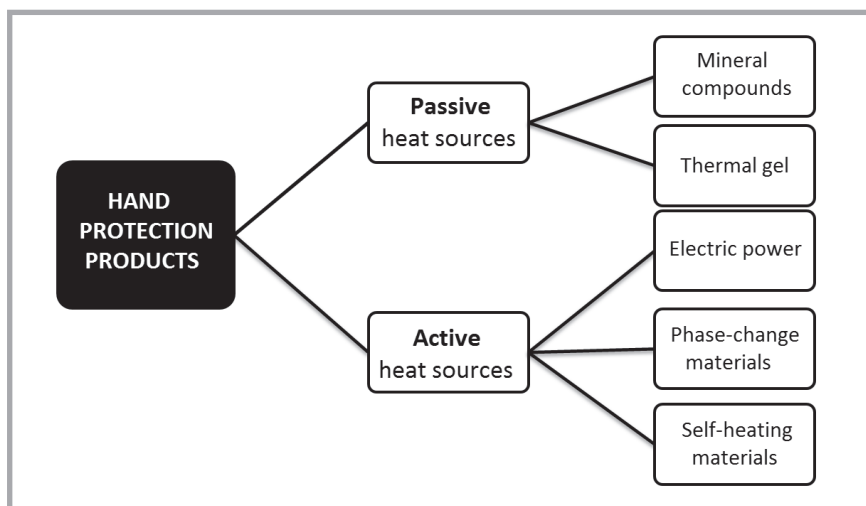 HAND
PROTECTION
PRODUCTS
Passive
heat sources
Mineral
compounds
Thermal gel
Active
heat sources
Electric power
Phase-change
materials
Self-heating
materials